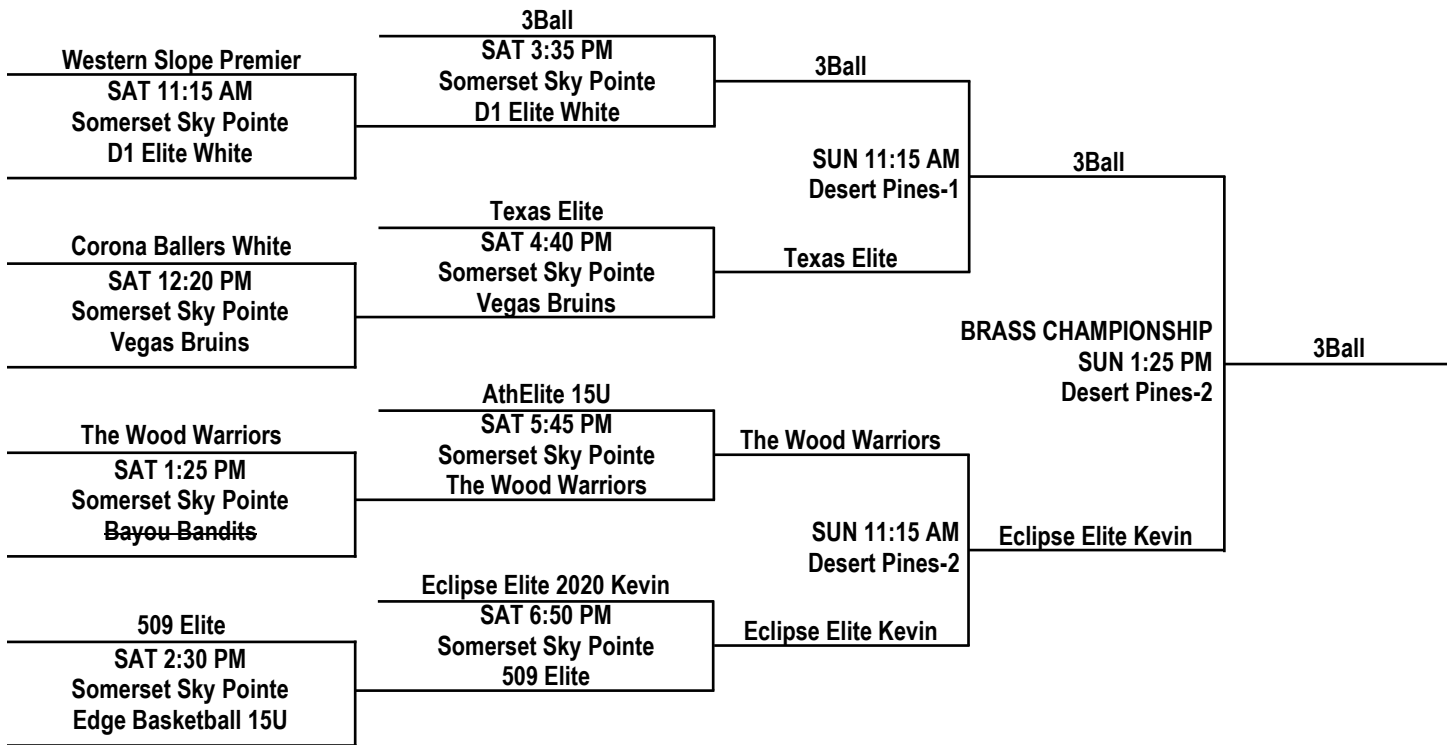 Western Slope Premier
SAT 11:15 AM
Somerset Sky Pointe
D1 Elite White
Corona Ballers White
SAT 12:20 PM
Somerset Sky Pointe
Vegas Bruins
The Wood Warriors
SAT 1:25 PM
Somerset Sky Pointe
Bayou Bandits
509 Elite
SAT 2:30 PM
Somerset Sky Pointe
Edge Basketball 15U
3Ball
SAT 3:35 PM
Somerset Sky Pointe
D1 Elite White
Texas Elite
SAT 4:40 PM
Somerset Sky Pointe
Vegas Bruins
AthElite 15U
SAT 5:45 PM
Somerset Sky Pointe
The Wood Warriors
Eclipse Elite 2020 Kevin
SAT 6:50 PM
Somerset Sky Pointe
509 Elite
3Ball
SUN 11:15 AM
Desert Pines-1
Texas Elite
The Wood Warriors
SUN 11:15 AM
Desert Pines-2
Eclipse Elite Kevin
3Ball
BRASS CHAMPIONSHIP
SUN 1:25 PM
Desert Pines-2
Eclipse Elite Kevin
3Ball